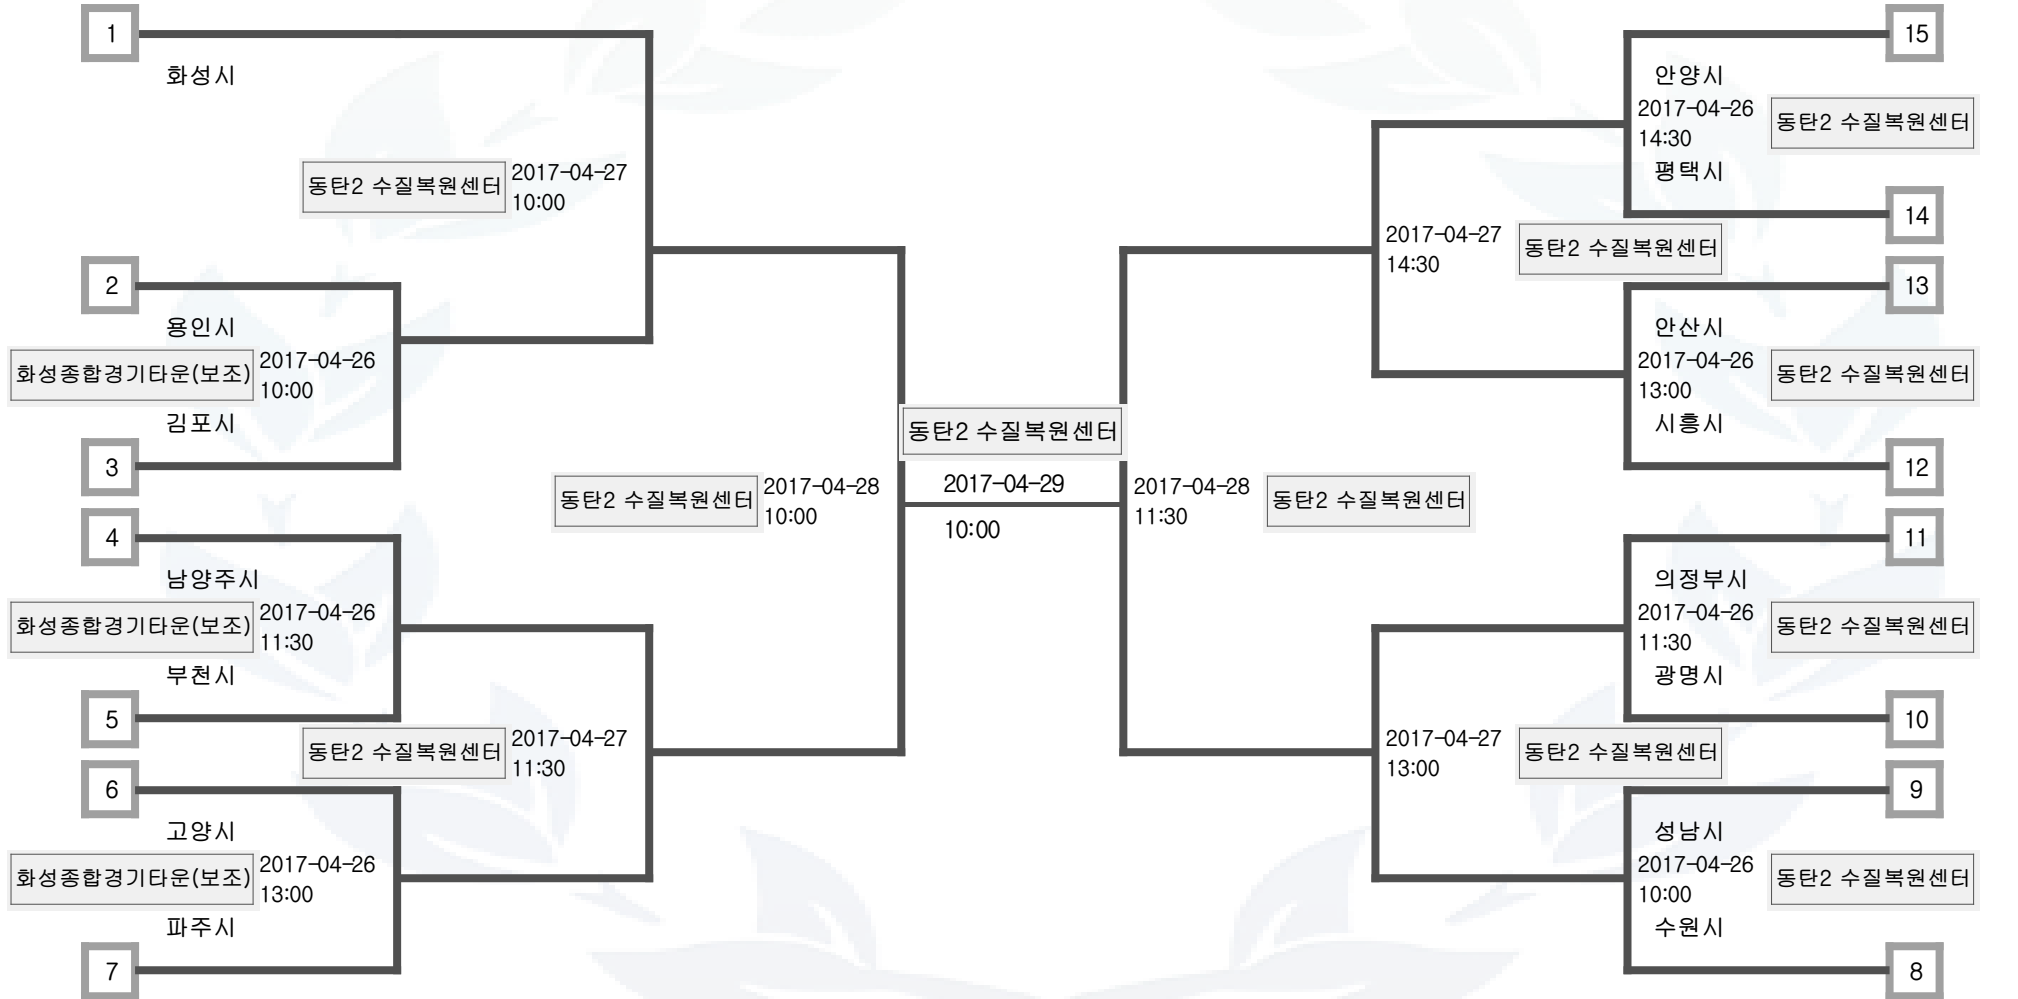 1
화성시
동탄2 수질복원센터
2017-04-27
10:00
2
용인시
화성종합경기타운(보조)
2017-04-26
10:00
김포시
3
4
남양주시
화성종합경기타운(보조)
2017-04-26
11:30
부천시
5
동탄2 수질복원센터
2017-04-27
11:30
6
고양시
화성종합경기타운(보조)
2017-04-26
13:00
파주시
7
동탄2 수질복원센터
2017-04-28
10:00
동탄2 수질복원센터
2017-04-29
10:00
2017-04-28
11:30
동탄2 수질복원센터
15
안양시
2017-04-26
14:30
동탄2 수질복원센터
평택시
14
2017-04-27
14:30
동탄2 수질복원센터
13
안산시
2017-04-26
13:00
동탄2 수질복원센터
시흥시
12
11
의정부시
2017-04-26
11:30
동탄2 수질복원센터
광명시
10
2017-04-27
13:00
동탄2 수질복원센터
9
성남시
2017-04-26
10:00
동탄2 수질복원센터
수원시
8